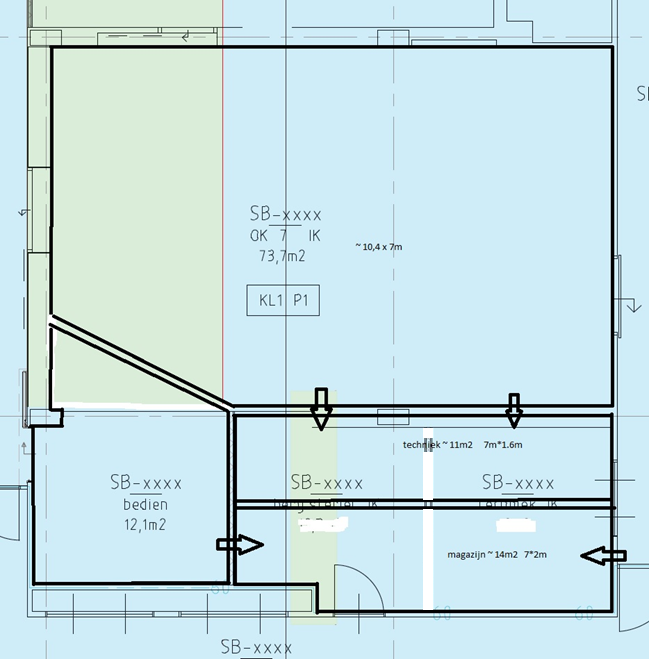 SB-xxxx
OK 7 IK
73,7m2
~ 10,4 x 7m
KL1 P1
techniek ~ 11m2 7m*1.6m
SB-xxxx
bedien
12,1m2
SB-xxxx
SB-xxxx
magazijn ~ 14m2 7*2m
60
60
60
SB-xxxx